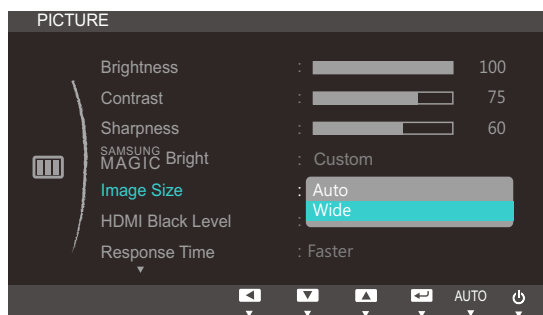 PICTURE
Brightness : 100
Contrast : 75
Sharpness : 60
SAMSUNG MAGIC Bright : Custom
Image Size : Auto
Wide
HDMI Black Level :
Response Time : Faster
AUTO